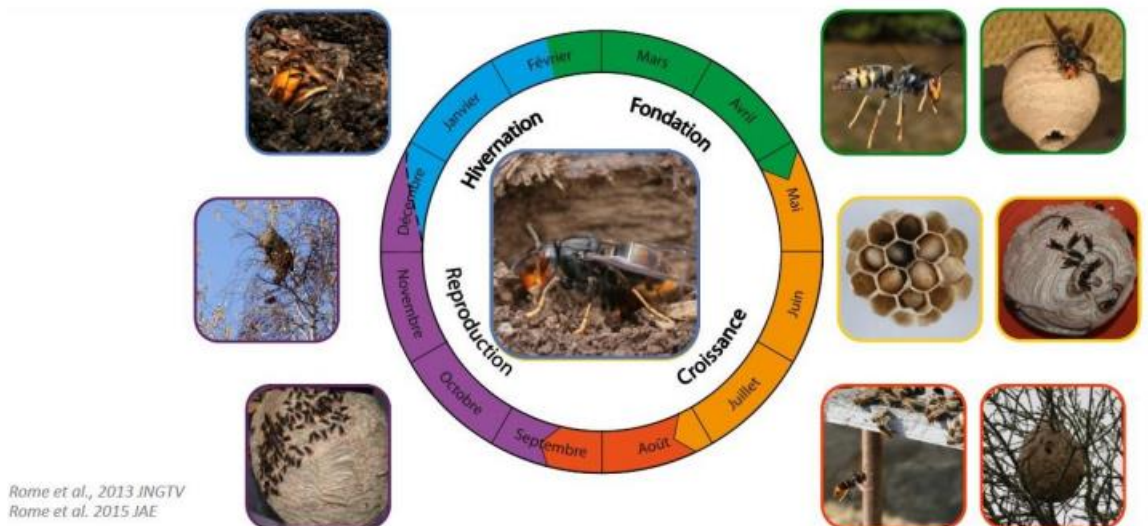 Janvier
Février
Mars
Avril
Mai
Juin
Juillet
Août
Septembre
Octobre
Novembre
Décembre
Hivernation
Fondation
Croissance
Reproduction
Rome et al., 2013 JNGTV
Rome et al. 2015 JAE